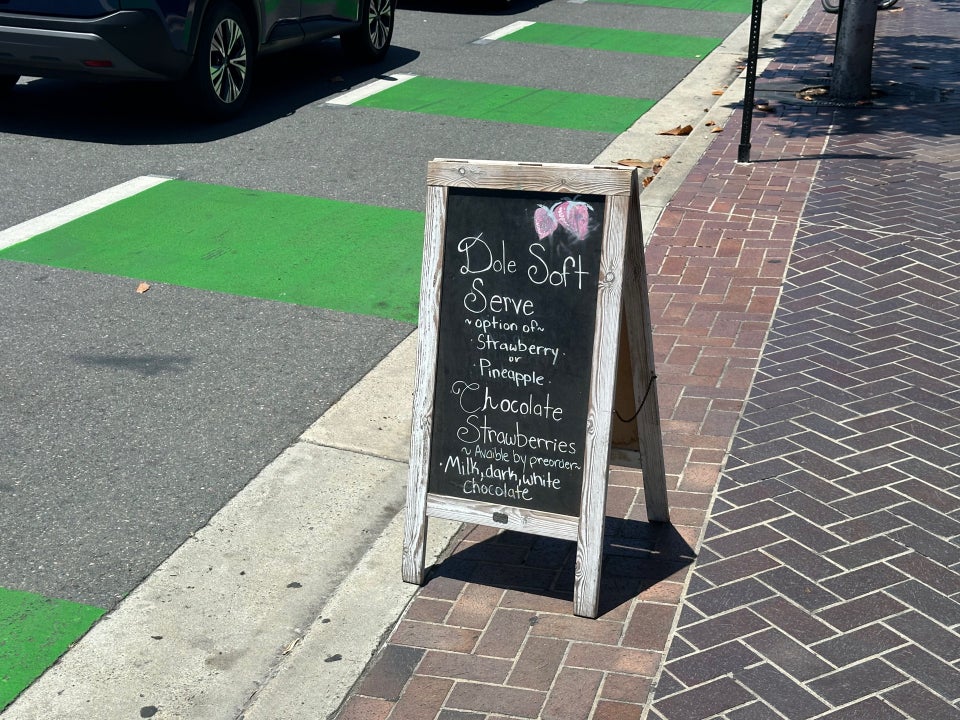 Dole Soft
Serve
~option of~
· Strawberry ·
or
· Pineapple ·
Chocolate
Strawberries
~ Avaible by preorder~
· Milk, dark, white
chocolate